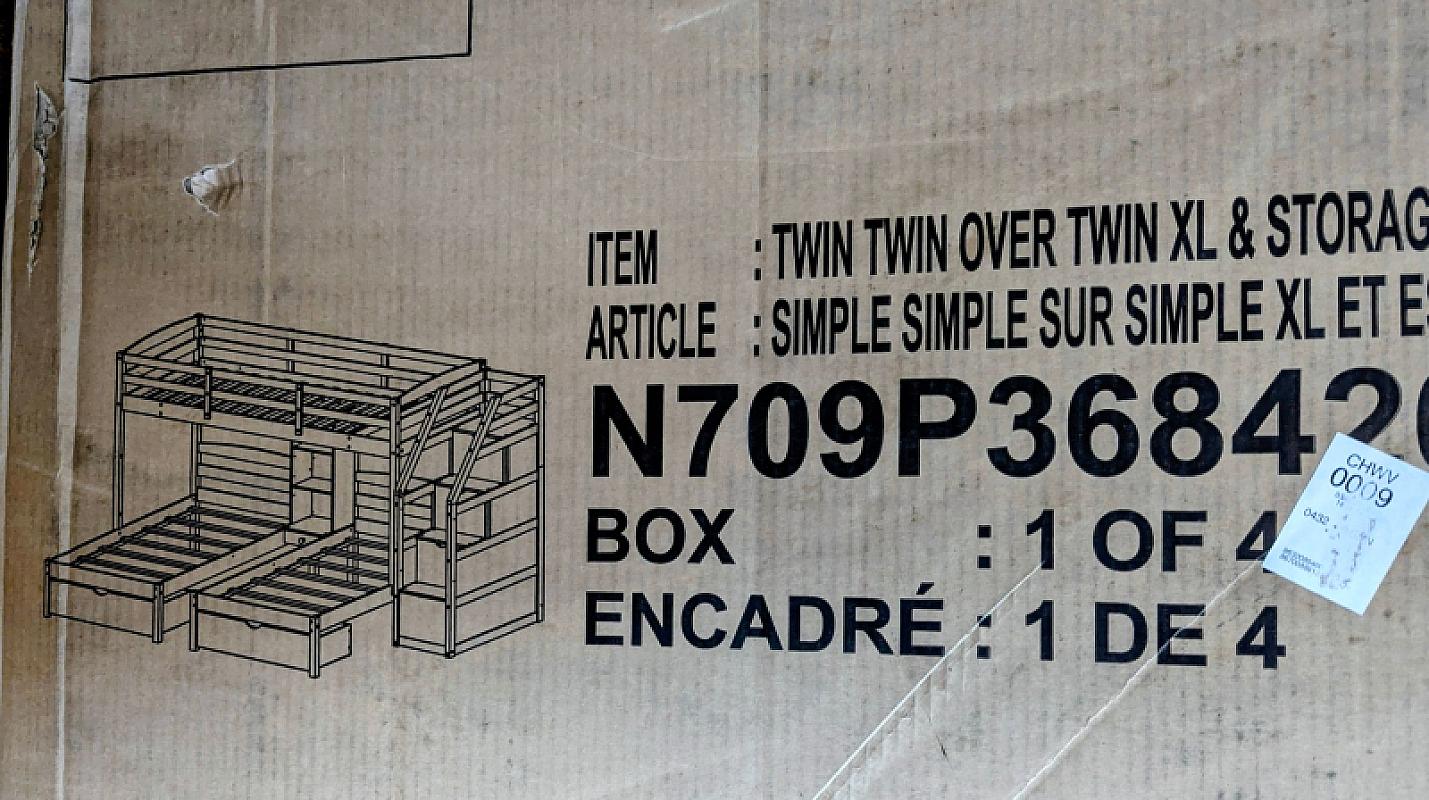 ITEM : TWIN TWIN OVER TWIN XL & STORAG
ARTICLE : SIMPLE SIMPLE SUR SIMPLE XL ET
N709P36842
BOX : 1 OF 4
ENCADRÉ : 1 DE 4
CHWV
0009
0432